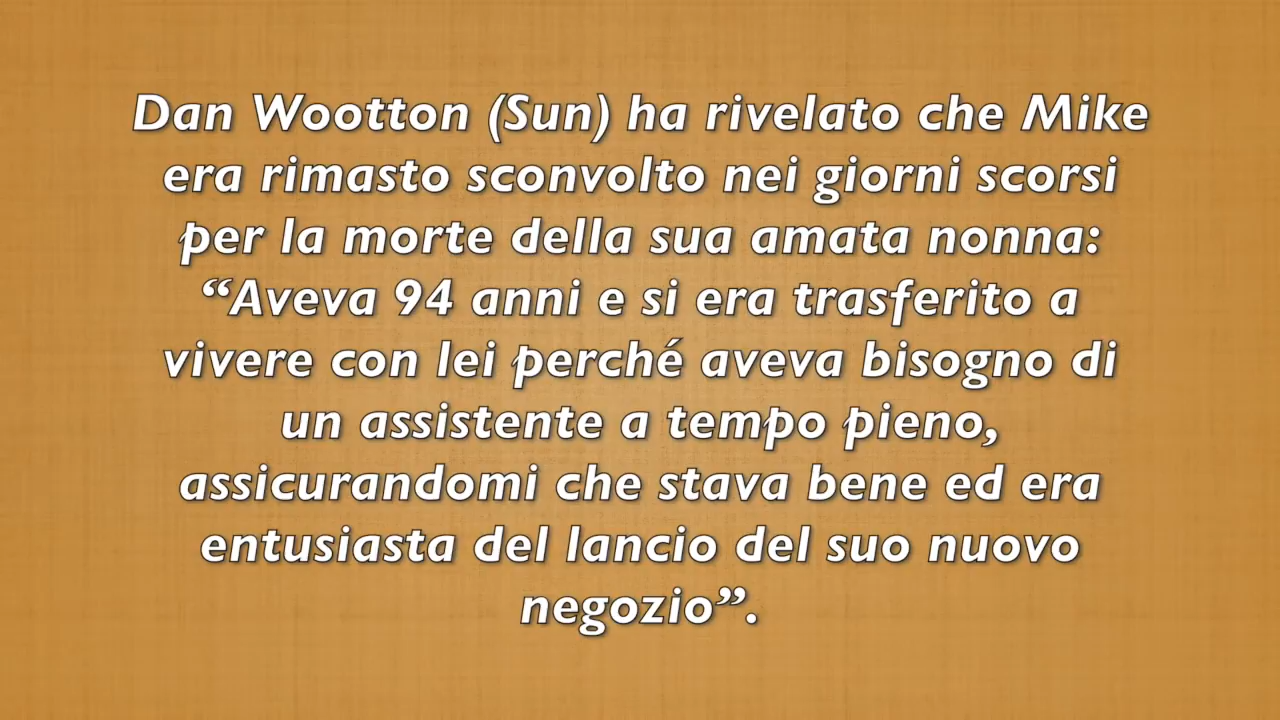 Dan Wootton (Sun) ha rivelato che Mike
era rimasto sconvolto nei giorni scorsi
per la morte della sua amata nonna:
“Aveva 94 anni e si era trasferito a
vivere con lei perché aveva bisogno di
un assistente a tempo pieno,
assicurandomi che stava bene ed era
entusiasta del lancio del suo nuovo
negozio”.